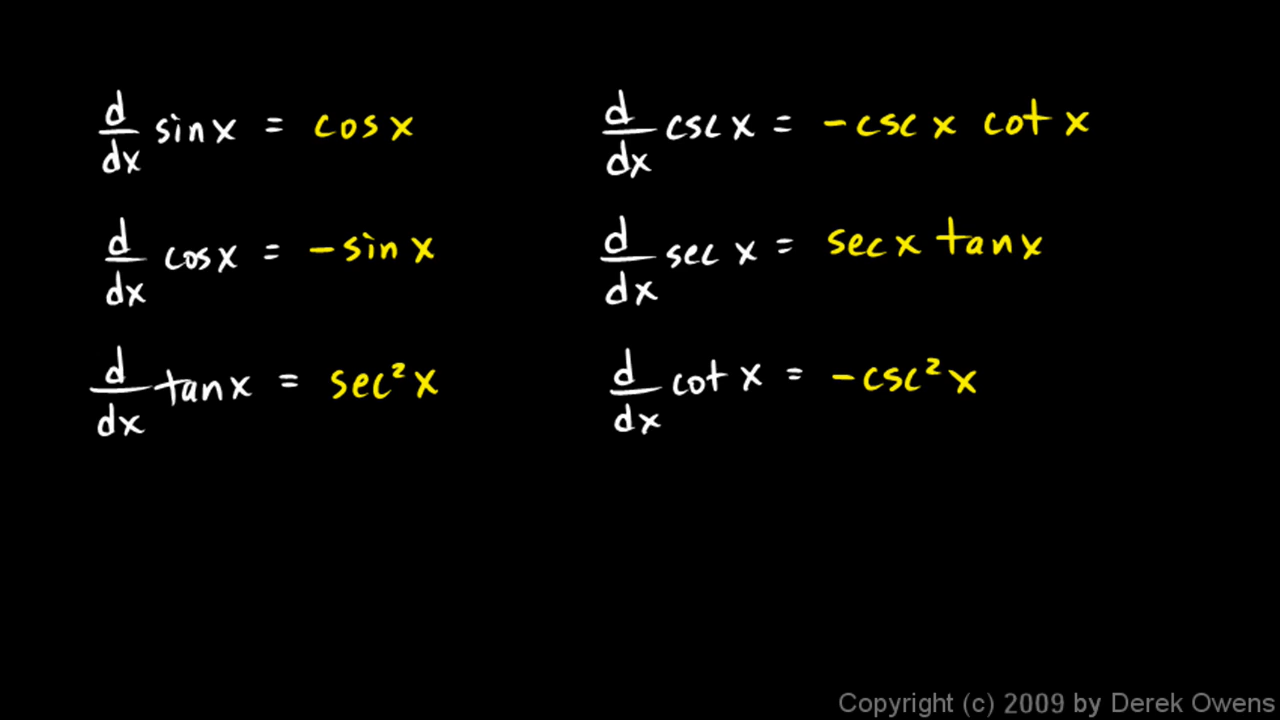 d/dx sin x = cos x
d/dx csc x = -csc x cot x
d/dx cos x = -sin x
d/dx sec x = sec x tan x
d/dx tan x = sec² x
d/dx cot x = -csc² x
Copyright (c) 2009 by Derek Owens